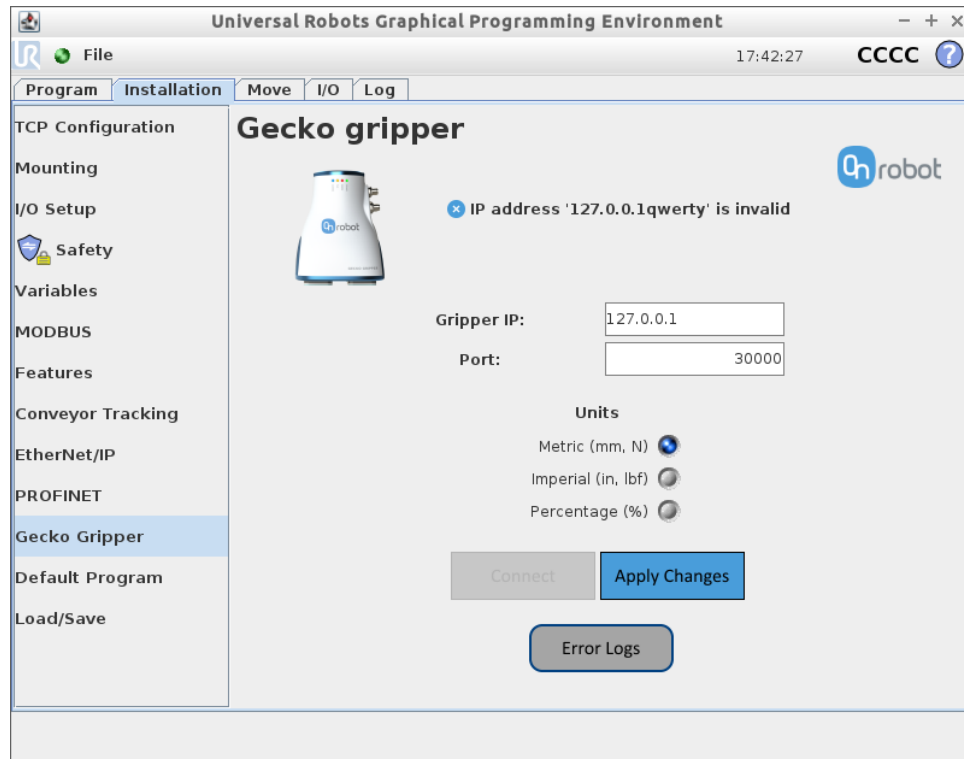 Universal Robots Graphical Programming Environment
File 17:42:27 CCCC ?
Program Installation Move I/O Log
TCP Configuration
Mounting
I/O Setup
Safety
Variables
MODBUS
Features
Conveyor Tracking
EtherNet/IP
PROFINET
Gecko Gripper
Default Program
Load/Save
Gecko gripper
On robot
On robot
IP address '127.0.0.1qwerty' is invalid
Gripper IP: 127.0.0.1
Port: 30000
Units
Metric (mm, N)
Imperial (in, lbf)
Percentage (%)
Connect Apply Changes
Error Logs